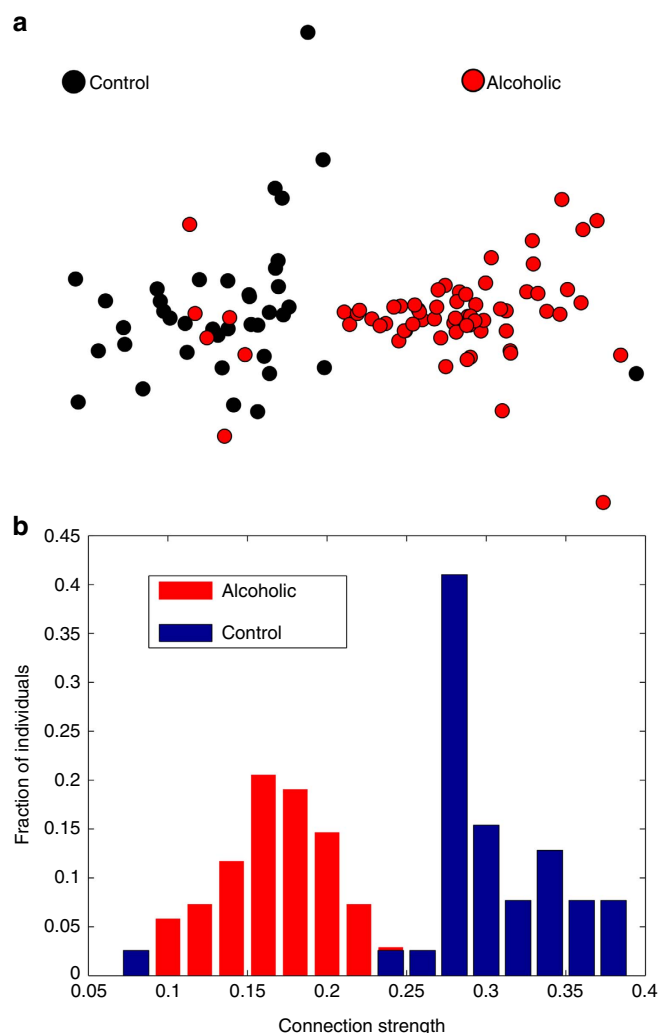 a
Control
Alcoholic
b
0.45
0.4
0.35
0.3
0.25
0.2
0.15
0.1
0.05
0
Fraction of individuals
Alcoholic
Control
0.05 0.1 0.15 0.2 0.25 0.3 0.35 0.4
Connection strength